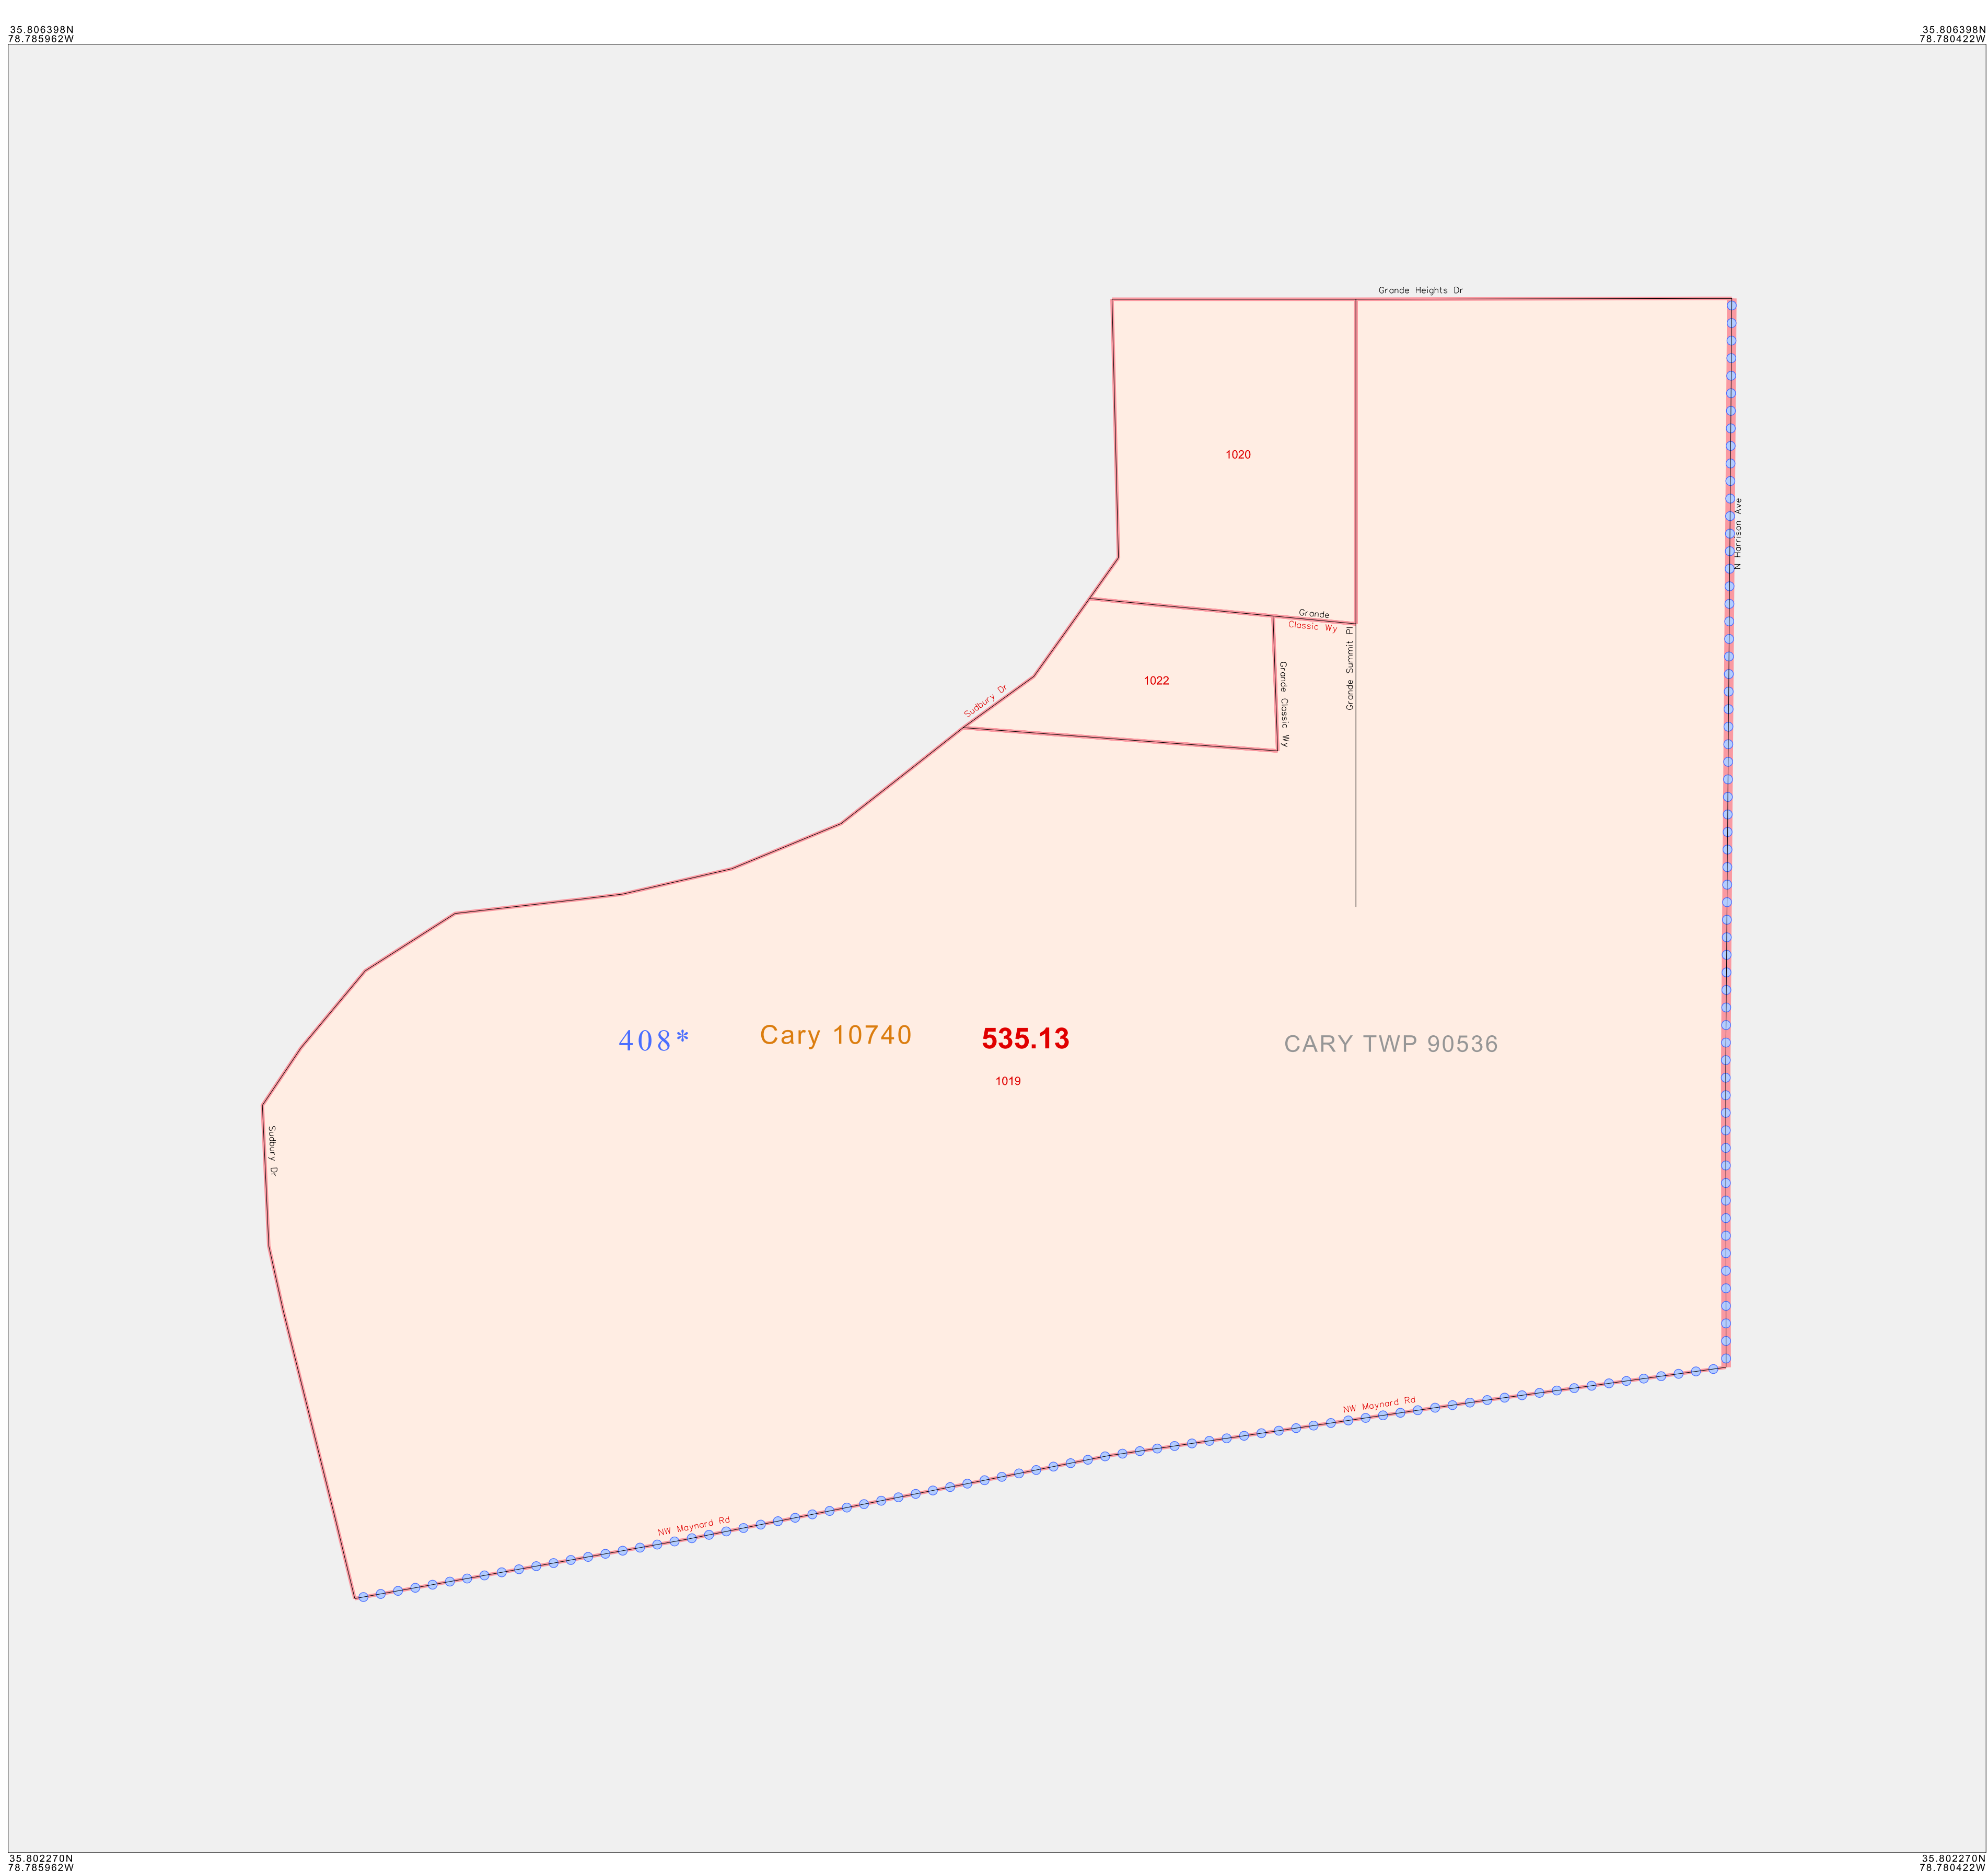 35.806398N
78.785962W
35.806398N
78.780422W
Grande Heights Dr
1020
N Harrison Ave
Grande
Classic Wy
Grande Summit Pl
1022
Grande Classic Wy
Sudbury Dr
408*
Cary 10740
535.13
CARY TWP 90536
1019
Sudbury Dr
NW Maynard Rd
NW Maynard Rd
35.802270N
78.785962W
35.802270N
78.780422W